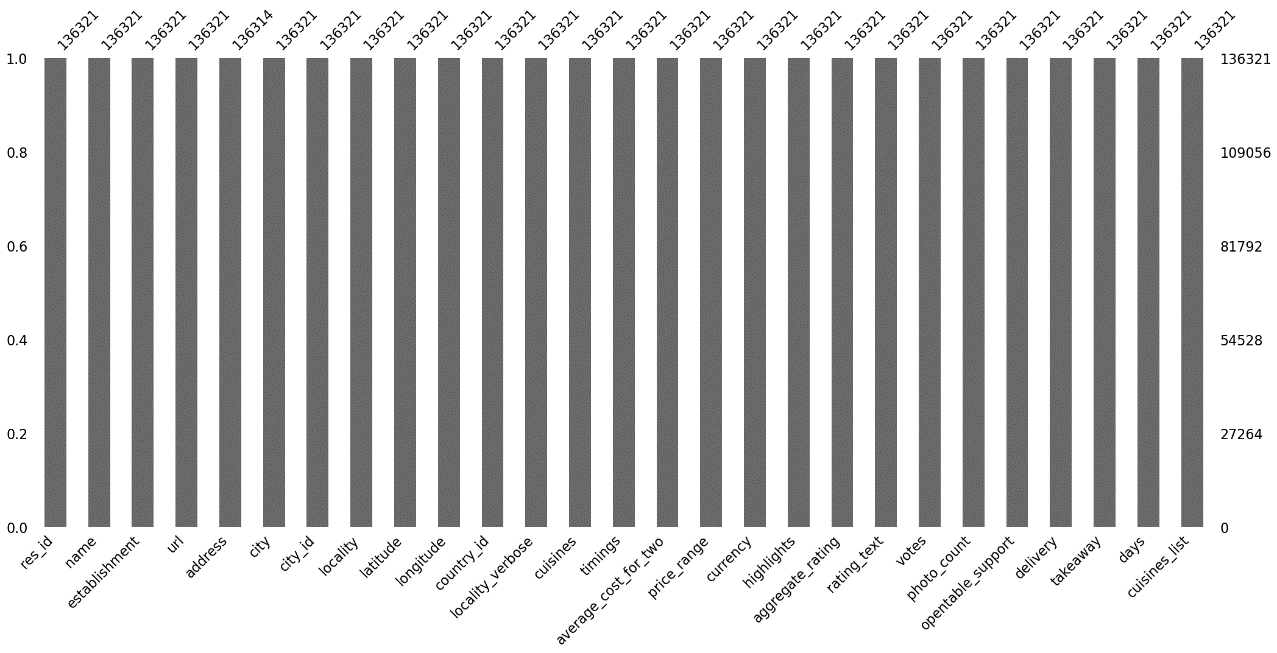 136321 136321 136321 136321 136314 136321 136321 136321 136321 136321 136321 136321 136321 136321 136321 136321 136321 136321 136321 136321 136321 136321 136321 136321 136321 136321 136321
1.0 136321
0.8 109056
0.6 81792
0.4 54528
0.2 27264
0.0 0
res_id
name
establishment
url
address
city
city_id
locality
latitude
longitude
country_id
locality_verbose
cuisines
timings
average_cost_for_two
price_range
currency
highlights
aggregate_rating
rating_text
votes
photo_count
opentable_support
delivery
takeaway
days
cuisines_list